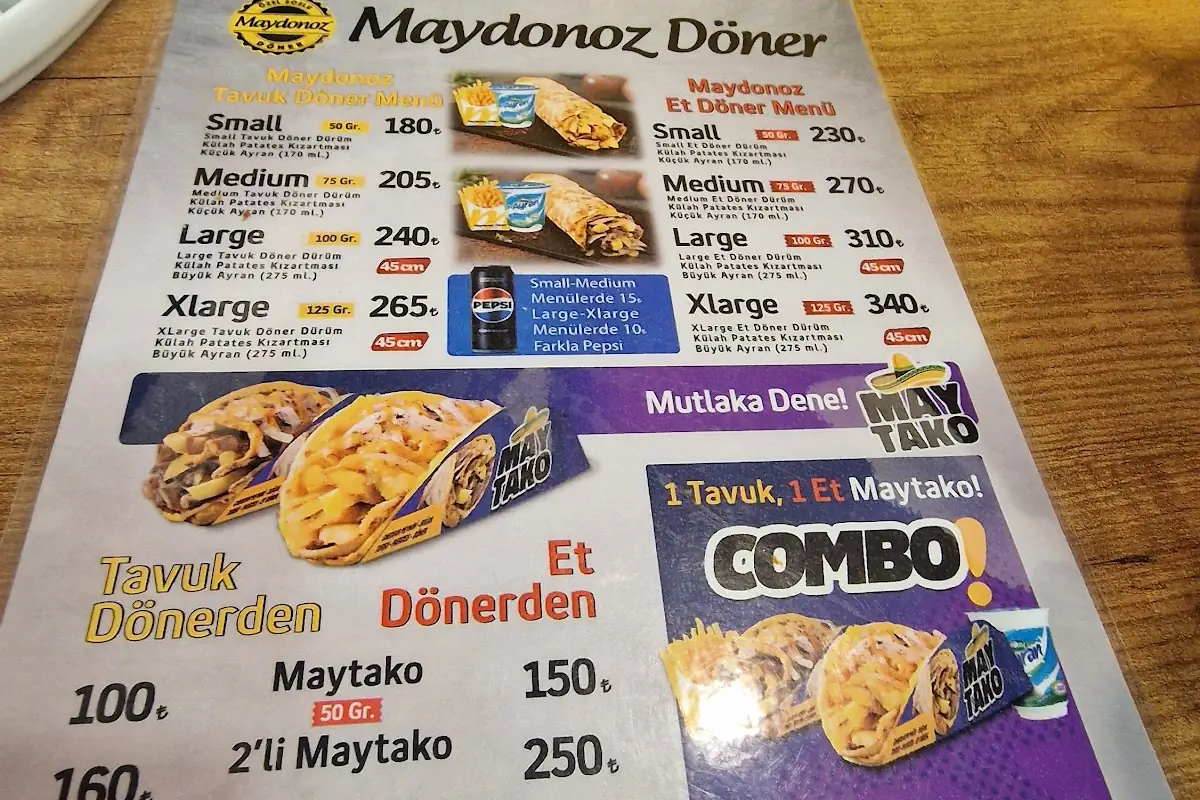 ÖZEL SOSLU
Maydonoz
DÖNER
Maydonoz Döner
Maydonoz
Tavuk Döner Menü
Small 50 Gr. 180₺
Small Tavuk Döner Dürüm
Külah Patates Kızartması
Küçük Ayran (170 ml.)
Medium 75 Gr. 205₺
Medium Tavuk Döner Dürüm
Külah Patates Kızartması
Küçük Ayran (170 ml.)
Large 100 Gr. 240₺
Large Tavuk Döner Dürüm
Külah Patates Kızartması
Büyük Ayran (275 ml.)
45cm
Xlarge 125 Gr. 265₺
XLarge Tavuk Döner Dürüm
Külah Patates Kızartması
Büyük Ayran (275 ml.)
45cm
Maydonoz
Et Döner Menü
Small 50 Gr. 230₺
Small Et Döner Dürüm
Külah Patates Kızartması
Küçük Ayran (170 ml.)
Medium 75 Gr. 270₺
Medium Et Döner Dürüm
Külah Patates Kızartması
Küçük Ayran (170 ml.)
Large 100 Gr. 310₺
Large Et Döner Dürüm
Külah Patates Kızartması
Büyük Ayran (275 ml.)
45cm
Xlarge 125 Gr. 340₺
XLarge Et Döner Dürüm
Külah Patates Kızartması
Büyük Ayran (275 ml.)
45cm
PEPSI
Small-Medium
Menülerde 15₺
Large-Xlarge
Menülerde 10₺
Farkla Pepsi
Mutlaka Dene!
MAY
TAKO
MAY
TAKO
1 Tavuk, 1 Et Maytako!
COMBO!
MAY
TAKO
Tavuk
Dönerden
Et
Dönerden
100₺ Maytako 150₺
50 Gr.
160₺ 2'li Maytako 250₺